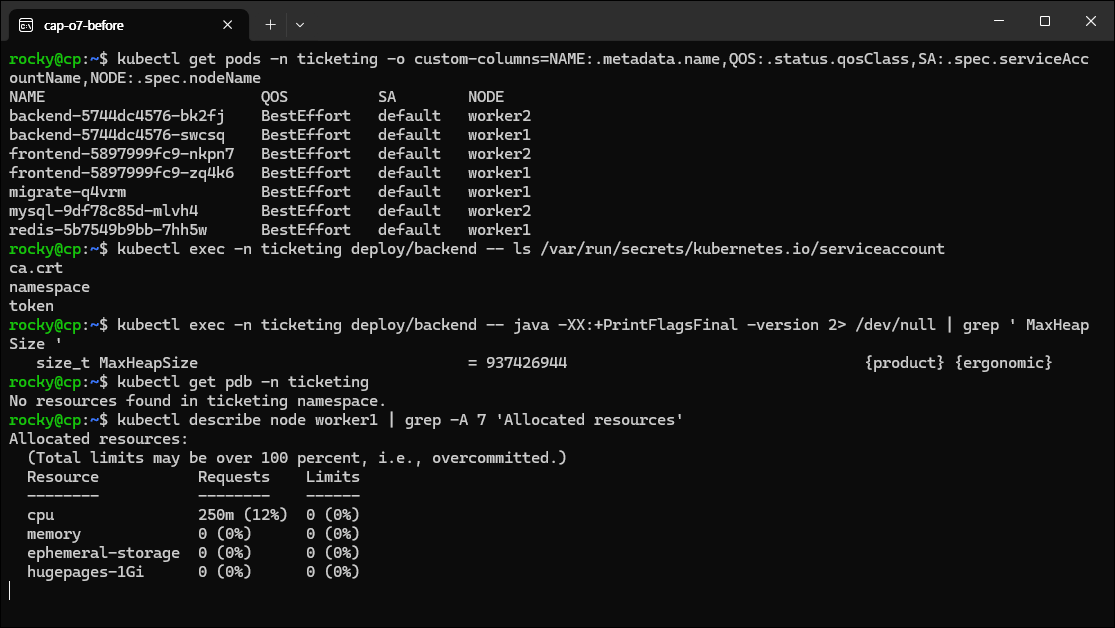 cap-o7-before
rocky@cp:~$ kubectl get pods -n ticketing -o custom-columns=NAME:.metadata.name,QOS:.status.qosClass,SA:.spec.serviceAcc
ountName,NODE:.spec.nodeName
NAME                        QOS          SA        NODE
backend-5744dc4576-bk2fj    BestEffort   default   worker2
backend-5744dc4576-swcsq    BestEffort   default   worker1
frontend-5897999fc9-nkpn7   BestEffort   default   worker2
frontend-5897999fc9-zq4k6   BestEffort   default   worker1
migrate-q4vrm               BestEffort   default   worker1
mysql-9df78c85d-mlvh4       BestEffort   default   worker2
redis-5b7549b9bb-7hh5w      BestEffort   default   worker1
rocky@cp:~$ kubectl exec -n ticketing deploy/backend -- ls /var/run/secrets/kubernetes.io/serviceaccount
ca.crt
namespace
token
rocky@cp:~$ kubectl exec -n ticketing deploy/backend -- java -XX:+PrintFlagsFinal -version 2> /dev/null | grep ' MaxHeap
Size '
   size_t MaxHeapSize                              = 937426944                                 {product} {ergonomic}
rocky@cp:~$ kubectl get pdb -n ticketing
No resources found in ticketing namespace.
rocky@cp:~$ kubectl describe node worker1 | grep -A 7 'Allocated resources'
Allocated resources:
  (Total limits may be over 100 percent, i.e., overcommitted.)
  Resource           Requests    Limits
  --------           --------    ------
  cpu                250m (12%)  0 (0%)
  memory             0 (0%)      0 (0%)
  ephemeral-storage  0 (0%)      0 (0%)
  hugepages-1Gi      0 (0%)      0 (0%)